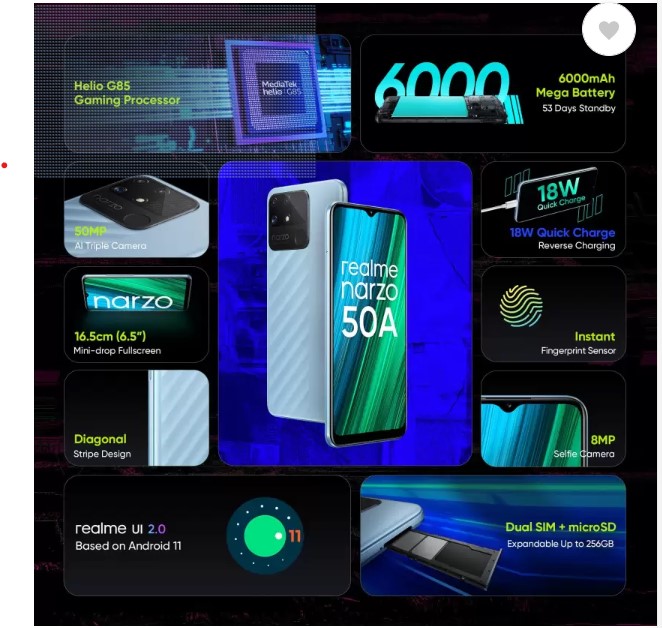 Helio G85
Gaming Processor
MediaTek
helio G85
6000
6000mAh
Mega Battery
53 Days Standby
50MP
AI Triple Camera
narzo
realme
narzo
50A
18W
Quick Charge
18W Quick Charge
Reverse Charging
narzo
16.5cm (6.5”)
Mini-drop Fullscreen
Instant
Fingerprint Sensor
Diagonal
Stripe Design
8MP
Selfie Camera
realme UI 2.0
Based on Android 11
11
Dual SIM + microSD
Expandable Up to 256GB